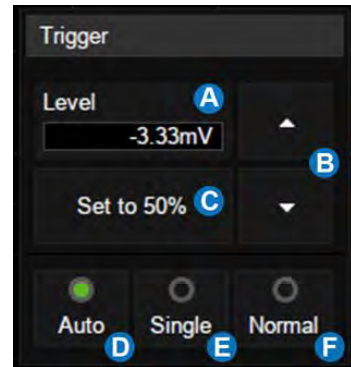 Trigger
Level A
-3.33mV
B
Set to 50% C
Auto Single Normal
D E F